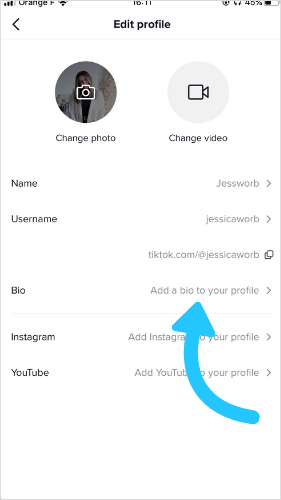 Orange F 16:11 45%
Edit profile
Change photo Change video
Name Jessworb
Username jessicaworb
tiktok.com/@jessicaworb
Bio Add a bio to your profile
Instagram Add Instagram to your profile
YouTube Add YouTube to your profile